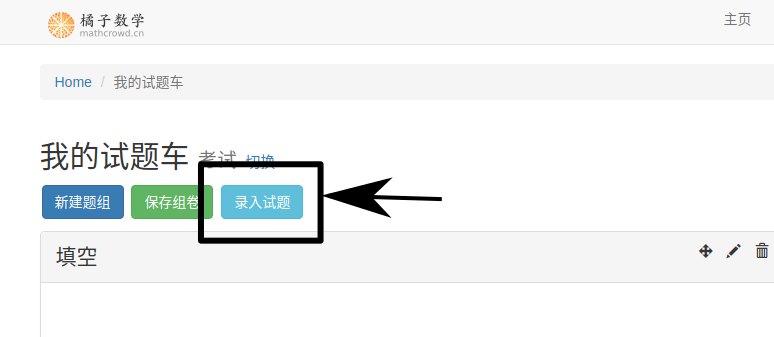 橘子数学
mathcrowd.cn
主页
Home / 我的试题车
我的试题车 考试 切换
新建题组 保存组卷 录入试题
填空